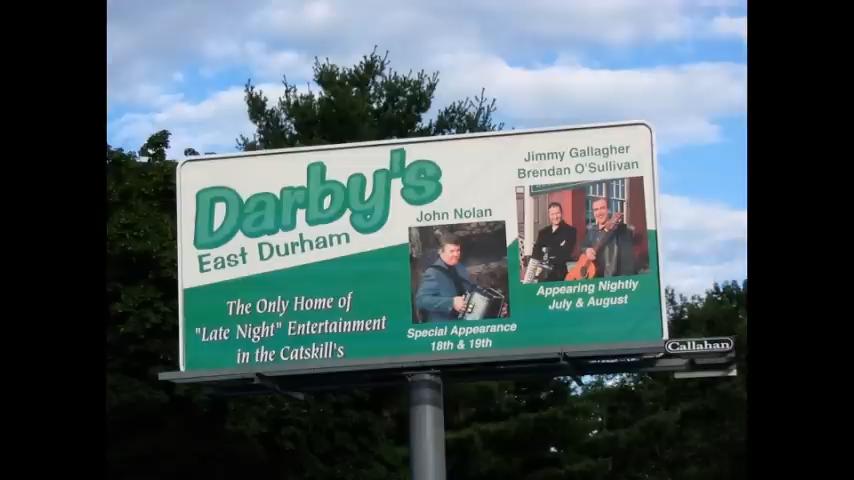 Darby's
East Durham
The Only Home of
"Late Night" Entertainment
in the Catskill's
John Nolan
Special Appearance
18th & 19th
Jimmy Gallagher
Brendan O'Sullivan
Appearing Nightly
July & August
Callahan